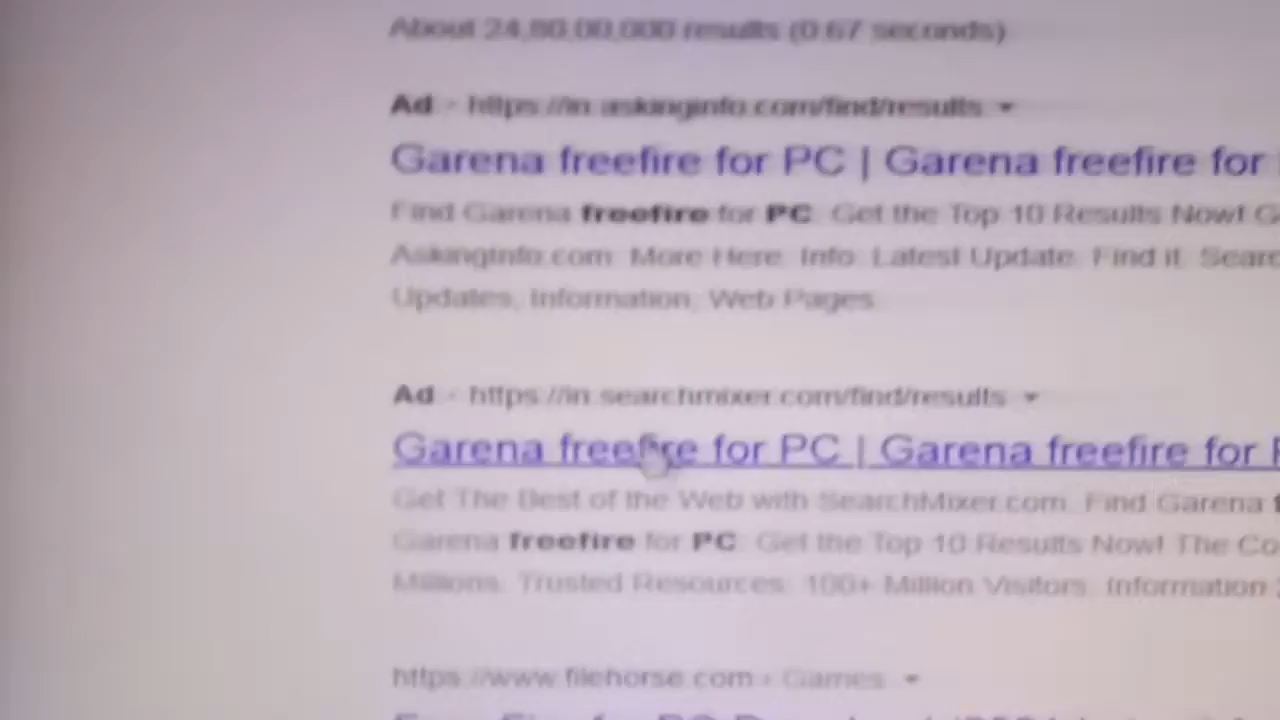 About 24,80,00,000 results (0.67 seconds)
Ad · https://in.askinginfo.com/find/results
Garena freefire for PC | Garena freefire for
Find Garena freefire for PC. Get the Top 10 Results Now! G
AskingInfo.com. More Here. Info. Latest Update. Find it. Searc
Updates, Information, Web Pages.
Ad · https://in.searchmixer.com/find/results
Garena freefire for PC | Garena freefire for P
Get The Best of the Web with SearchMixer.com. Find Garena f
Garena freefire for PC. Get the Top 10 Results Now! The Co
Millions. Trusted Resources. 100+ Million Visitors. Information
https://www.filehorse.com › Games